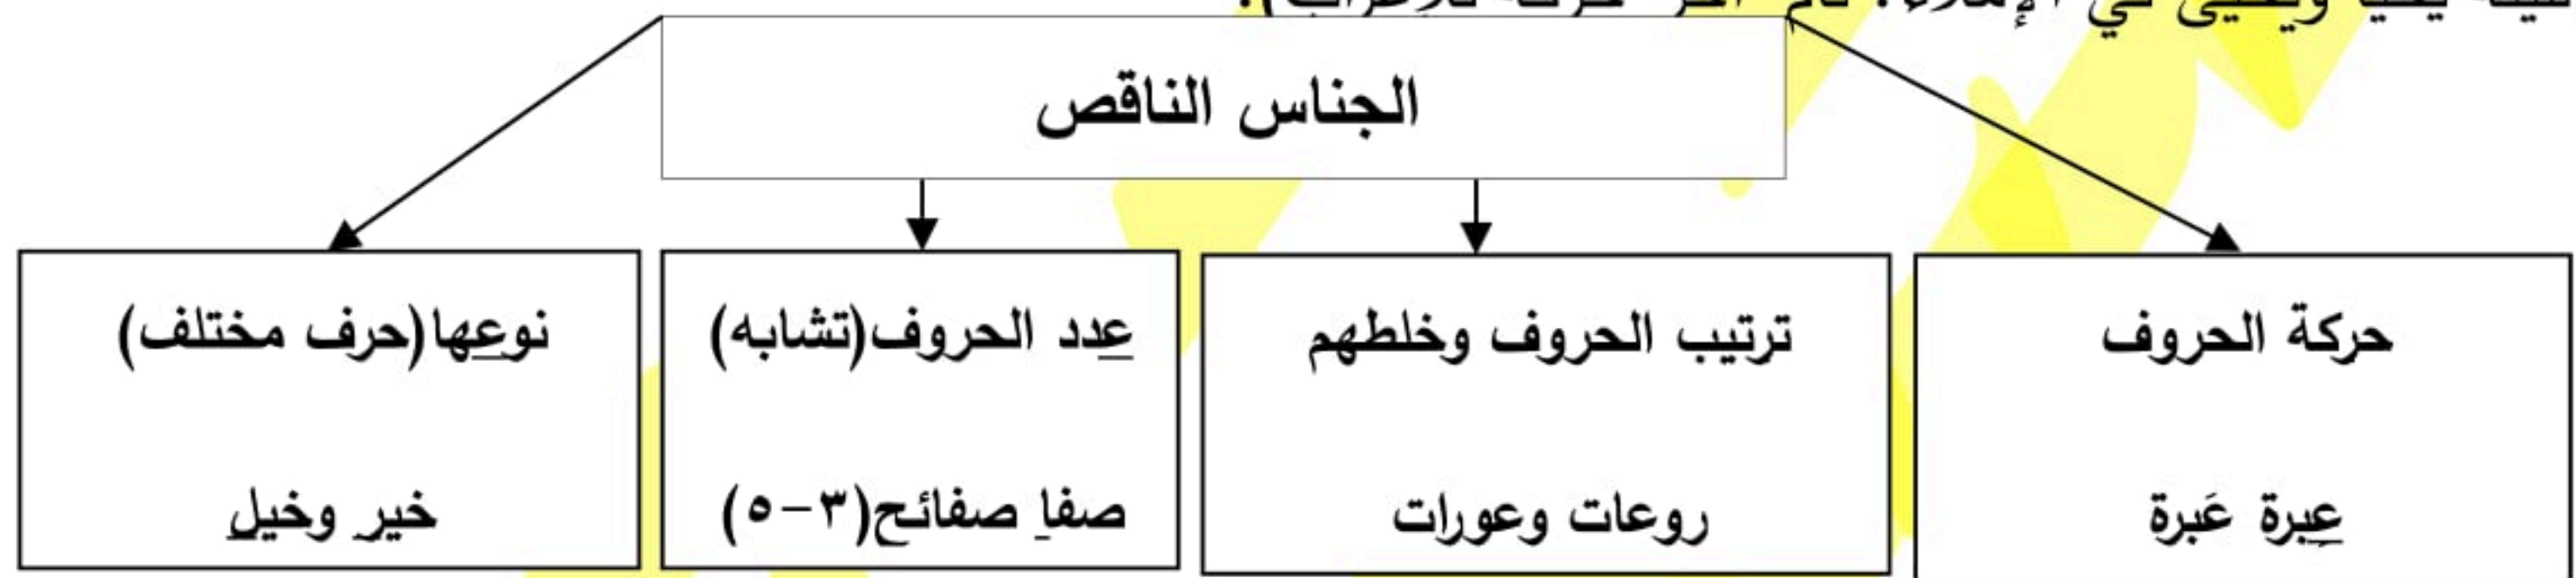 الجناس الناقص
حركة الحروف
عِبرة عَبرة
ترتيب الحروف وخلطهم
روعات وعورات
عدد الحروف(تشابه)
صفا صفائح(٣-٥)
نوعها(حرف مختلف)
خير وخيل